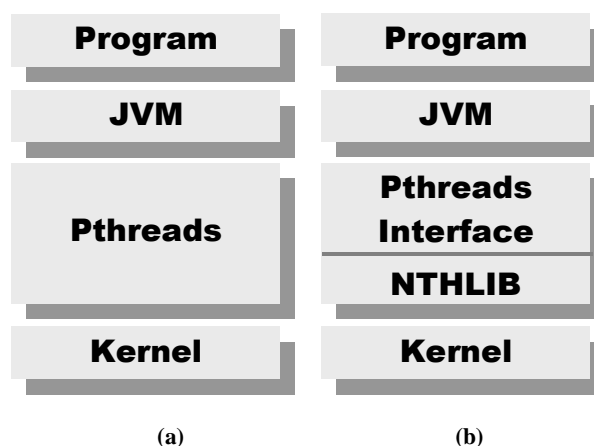 Program
JVM
Pthreads
Kernel
(a)
Program
JVM
Pthreads
Interface
NTHLIB
Kernel
(b)